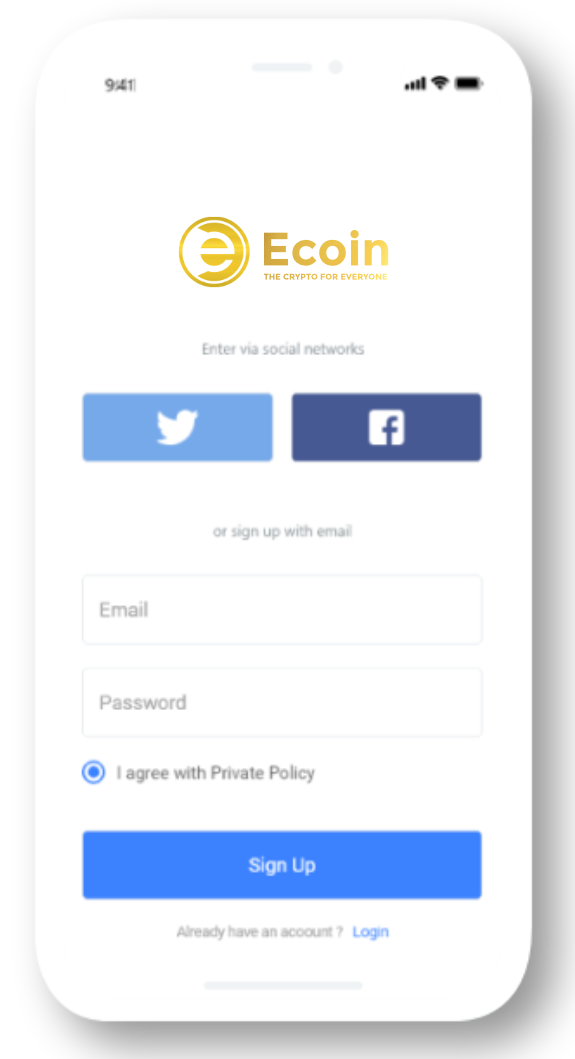 9:41
Ecoin
THE CRYPTO FOR EVERYONE
Enter via social networks
or sign up with email
Email
Password
I agree with Private Policy
Sign Up
Already have an account ? Login